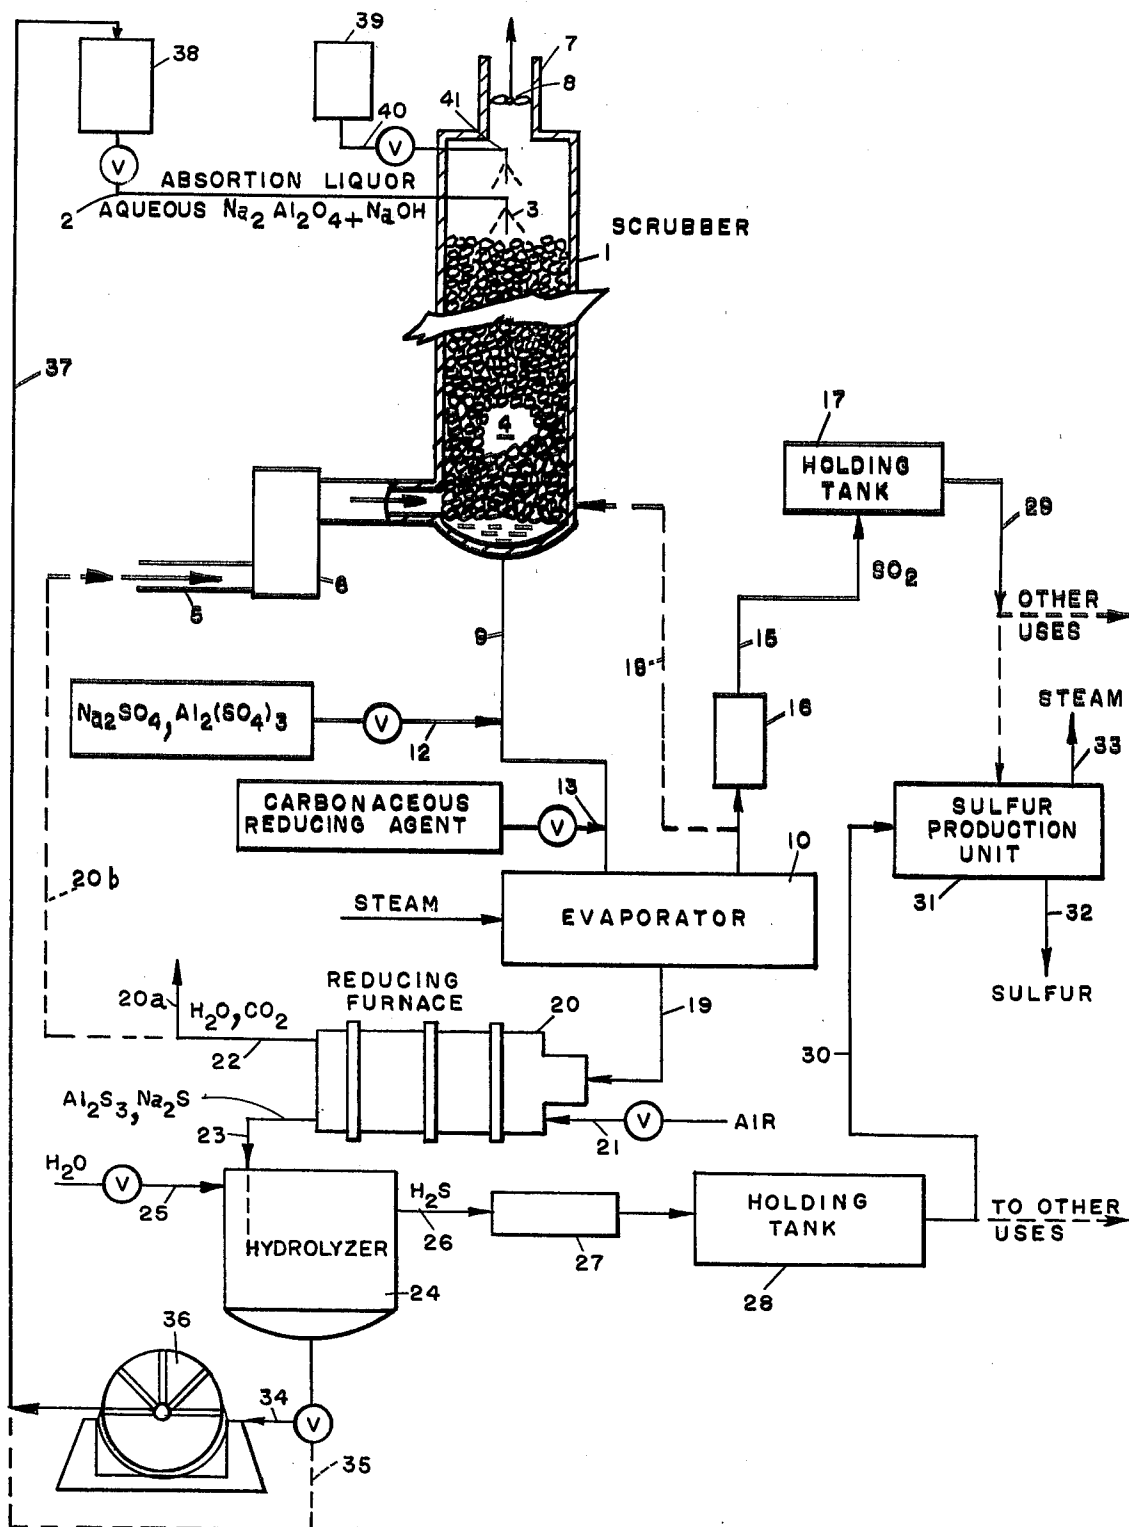 38
39
7
8
41
40
V
V
ABSORTION LIQUOR
2
AQUEOUS Na2 Al2O4 + NaOH
3
SCRUBBER
1
37
4
17
HOLDING
TANK
29
SO2
6
5
OTHER
USES
9
15
18
STEAM
16
33
Na2SO4, Al2(SO4)3
V
12
13
CARBONACEOUS
REDUCING AGENT
V
SULFUR
PRODUCTION
UNIT
10
20b
31
32
STEAM
EVAPORATOR
SULFUR
REDUCING
FURNACE
20a
H2O, CO2
20
19
22
30
Al2S3, Na2S
23
21
V
AIR
H2O
V
25
H2S
26
27
HOLDING
TANK
TO OTHER
USES
HYDROLYZER
24
28
36
34
V
35